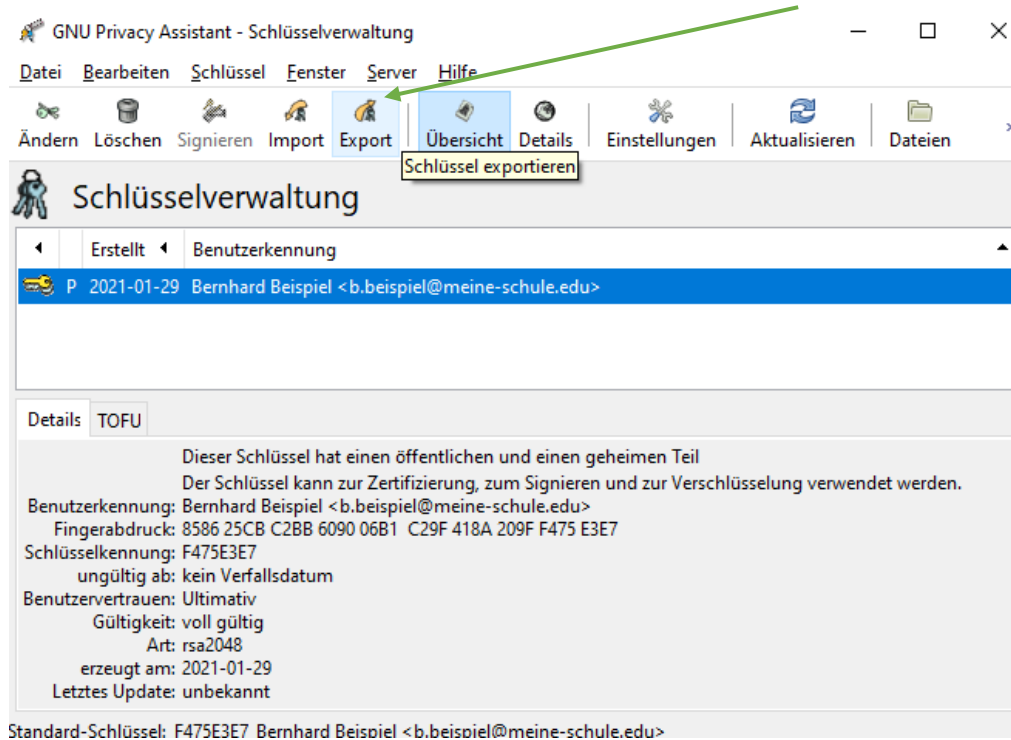 GNU Privacy Assistant - Schlüsselverwaltung
Datei Bearbeiten Schlüssel Fenster Server Hilfe
Ändern Löschen Signieren Import Export Übersicht Details Einstellungen Aktualisieren Dateien
Schlüssel exportieren
Schlüsselverwaltung
Erstellt Benutzerkennung
P 2021-01-29 Bernhard Beispiel <b.beispiel@meine-schule.edu>
Details TOFU
Dieser Schlüssel hat einen öffentlichen und einen geheimen Teil
Der Schlüssel kann zur Zertifizierung, zum Signieren und zur Verschlüsselung verwendet werden.
Benutzerkennung: Bernhard Beispiel <b.beispiel@meine-schule.edu>
Fingerabdruck: 8586 25CB C2BB 6090 06B1 C29F 418A 209F F475 E3E7
Schlüsselkennung: F475E3E7
ungültig ab: kein Verfallsdatum
Benutzervertrauen: Ultimativ
Gültigkeit: voll gültig
Art: rsa2048
erzeugt am: 2021-01-29
Letztes Update: unbekannt
Standard-Schlüssel: F475E3E7 Bernhard Beispiel <b.beispiel@meine-schule.edu>